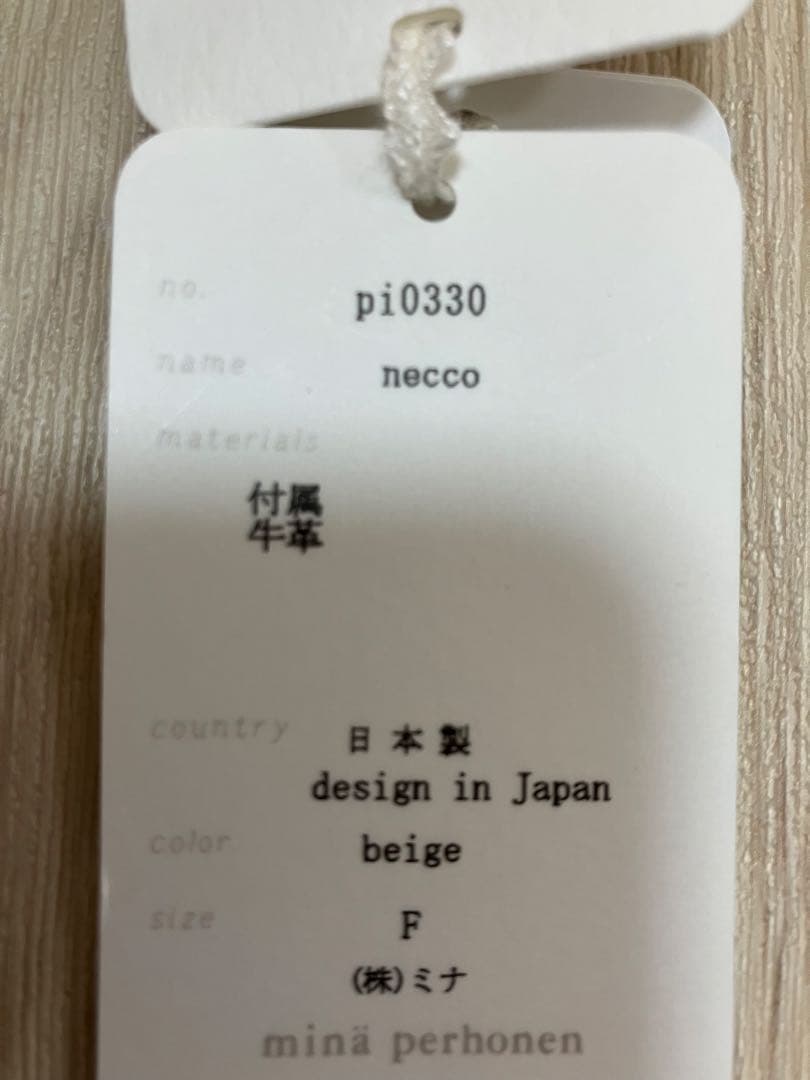 no. pi0330
name necco
materials
付属
牛革
country 日本製
design in Japan
color beige
size F
(株)ミナ
minä perhonen